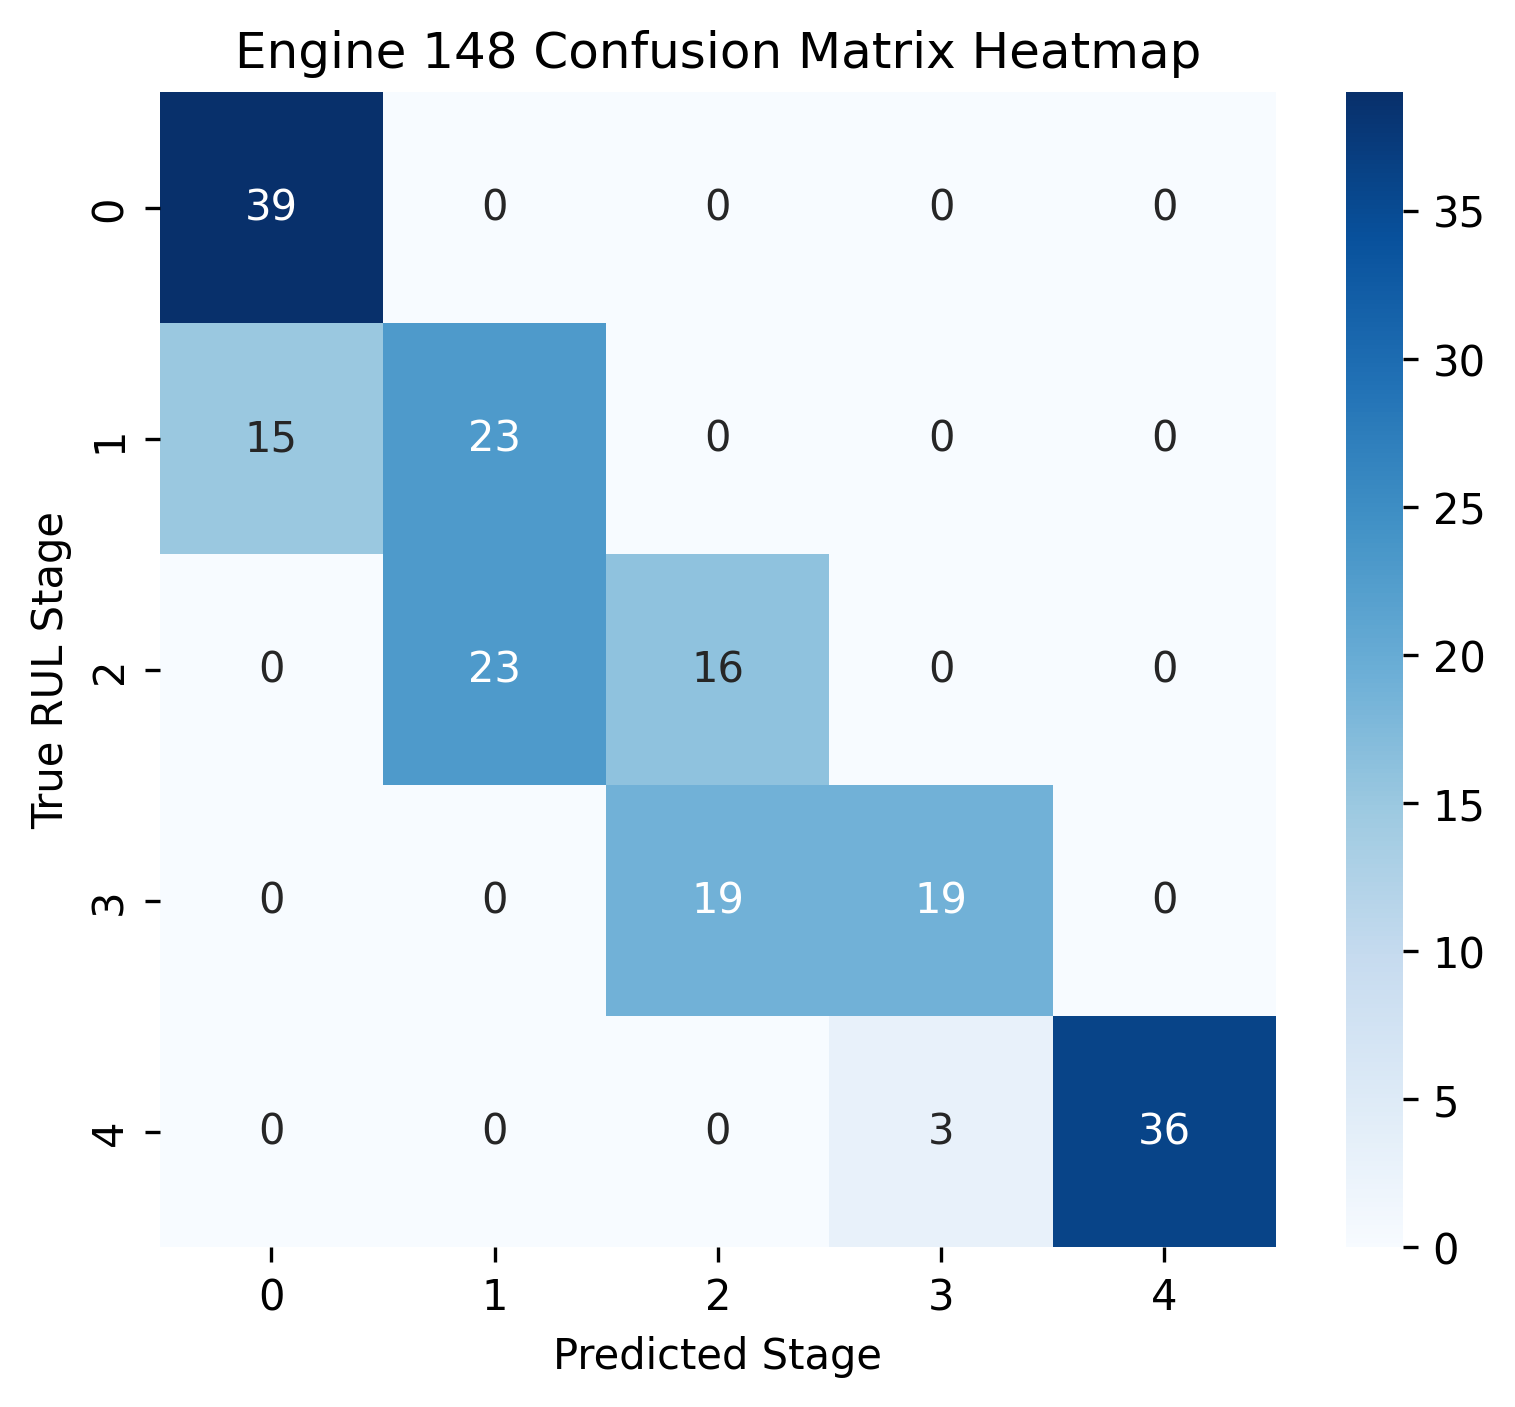 Engine 148 Confusion Matrix Heatmap
True RUL Stage
0 39 0 0 0 0
1 15 23 0 0 0
2 0 23 16 0 0
3 0 0 19 19 0
4 0 0 0 3 36
0 1 2 3 4
Predicted Stage
35
30
25
20
15
10
5
0